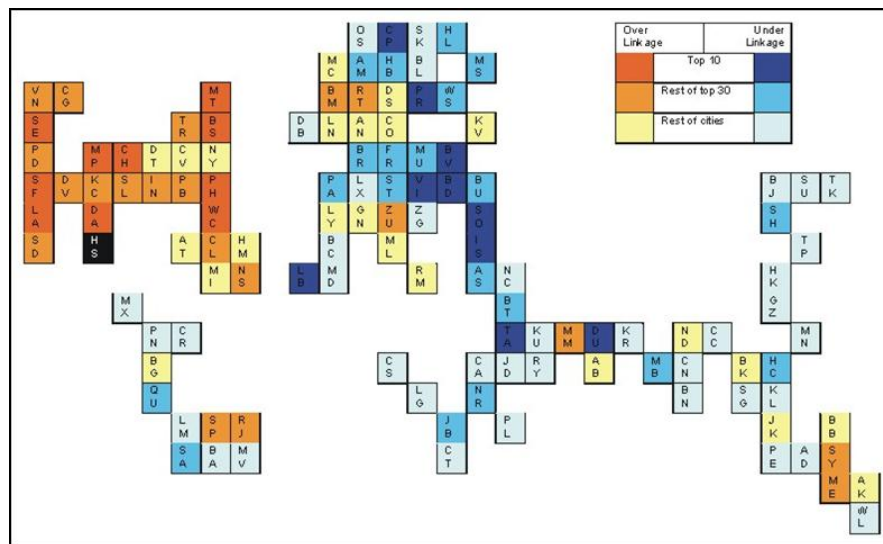 Over Linkage
Under Linkage
Top 10
Rest of top 30
Rest of cities
OS CP SK HL
MC AM HB BL MS
VN CG MT BM RT DS PR WS
SE TR BS DB LN AN CO KV
PD MP CH DT CV NY BR FR MU BV
SF DV KC SL IN PB PH PA LX ST VI BD BU BJ SU TK
LA DA WC LY GN ZU ZG SO SH
SD HS AT CL HM BC ML IS TP
MI NS LB MD RM AS NC HK
MX BT GZ
PN CR TA KU MM DU KR ND CC MN
BG CS CA JD RY AB MB CN BK HC
QU LG NR BN SG KL
LM SP RJ JB PL JK BB
SA BA MV CT PE AD SY
ME AK
WL